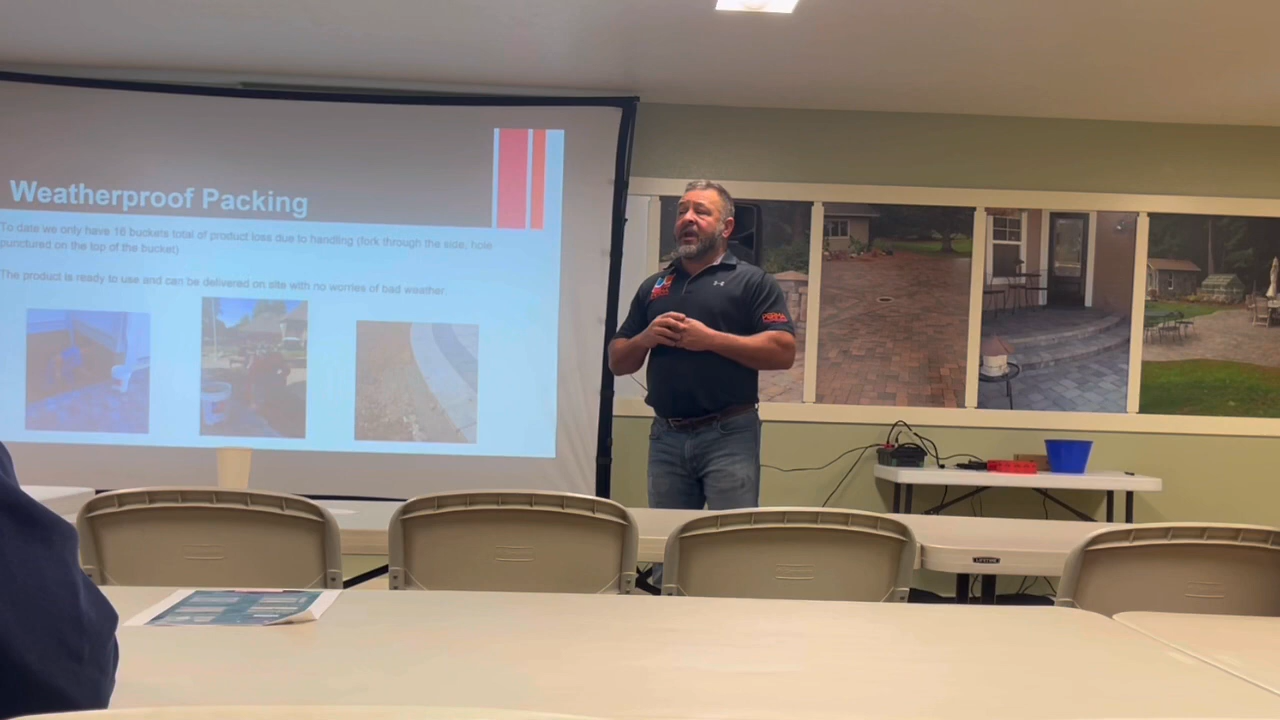 Weatherproof Packing
To date we only have 16 buckets total of product loss due to handling (fork through the side, hole
punctured on the top of the bucket)
The product is ready to use and can be delivered on site with no worries of bad weather.
PERMA
LIFETIME